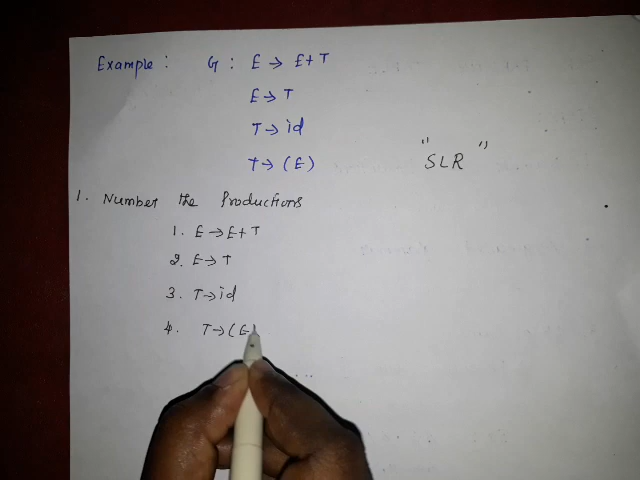 Example : G : E → E+T
E → T
T → id
T → (E)
"SLR"
1. Number the Productions
1. E → E+T
2. E → T
3. T → id
4. T → (E)